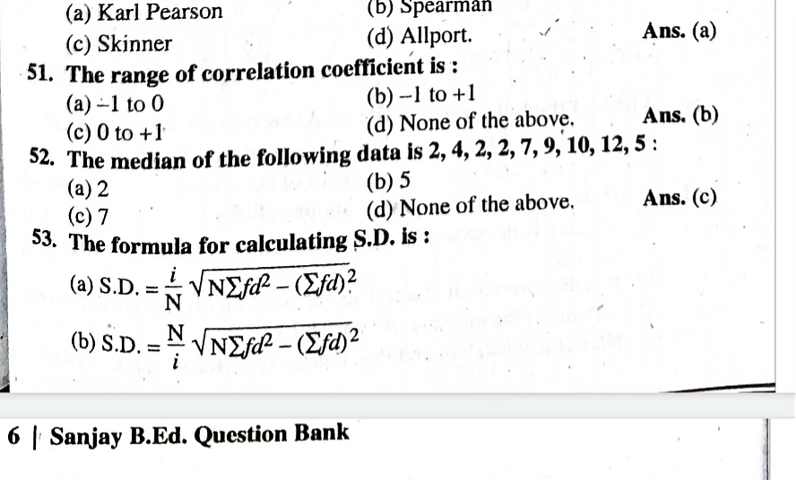 (a) Karl Pearson (b) Spearman
(c) Skinner (d) Allport. Ans. (a)
51. The range of correlation coefficient is :
(a) –1 to 0 (b) –1 to +1
(c) 0 to +1 (d) None of the above. Ans. (b)
52. The median of the following data is 2, 4, 2, 2, 7, 9, 10, 12, 5 :
(a) 2 (b) 5
(c) 7 (d) None of the above. Ans. (c)
53. The formula for calculating S.D. is :
(a) S.D. = i/N √NΣfd² – (Σfd)²
(b) S.D. = N/i √NΣfd² – (Σfd)²
6 | Sanjay B.Ed. Question Bank